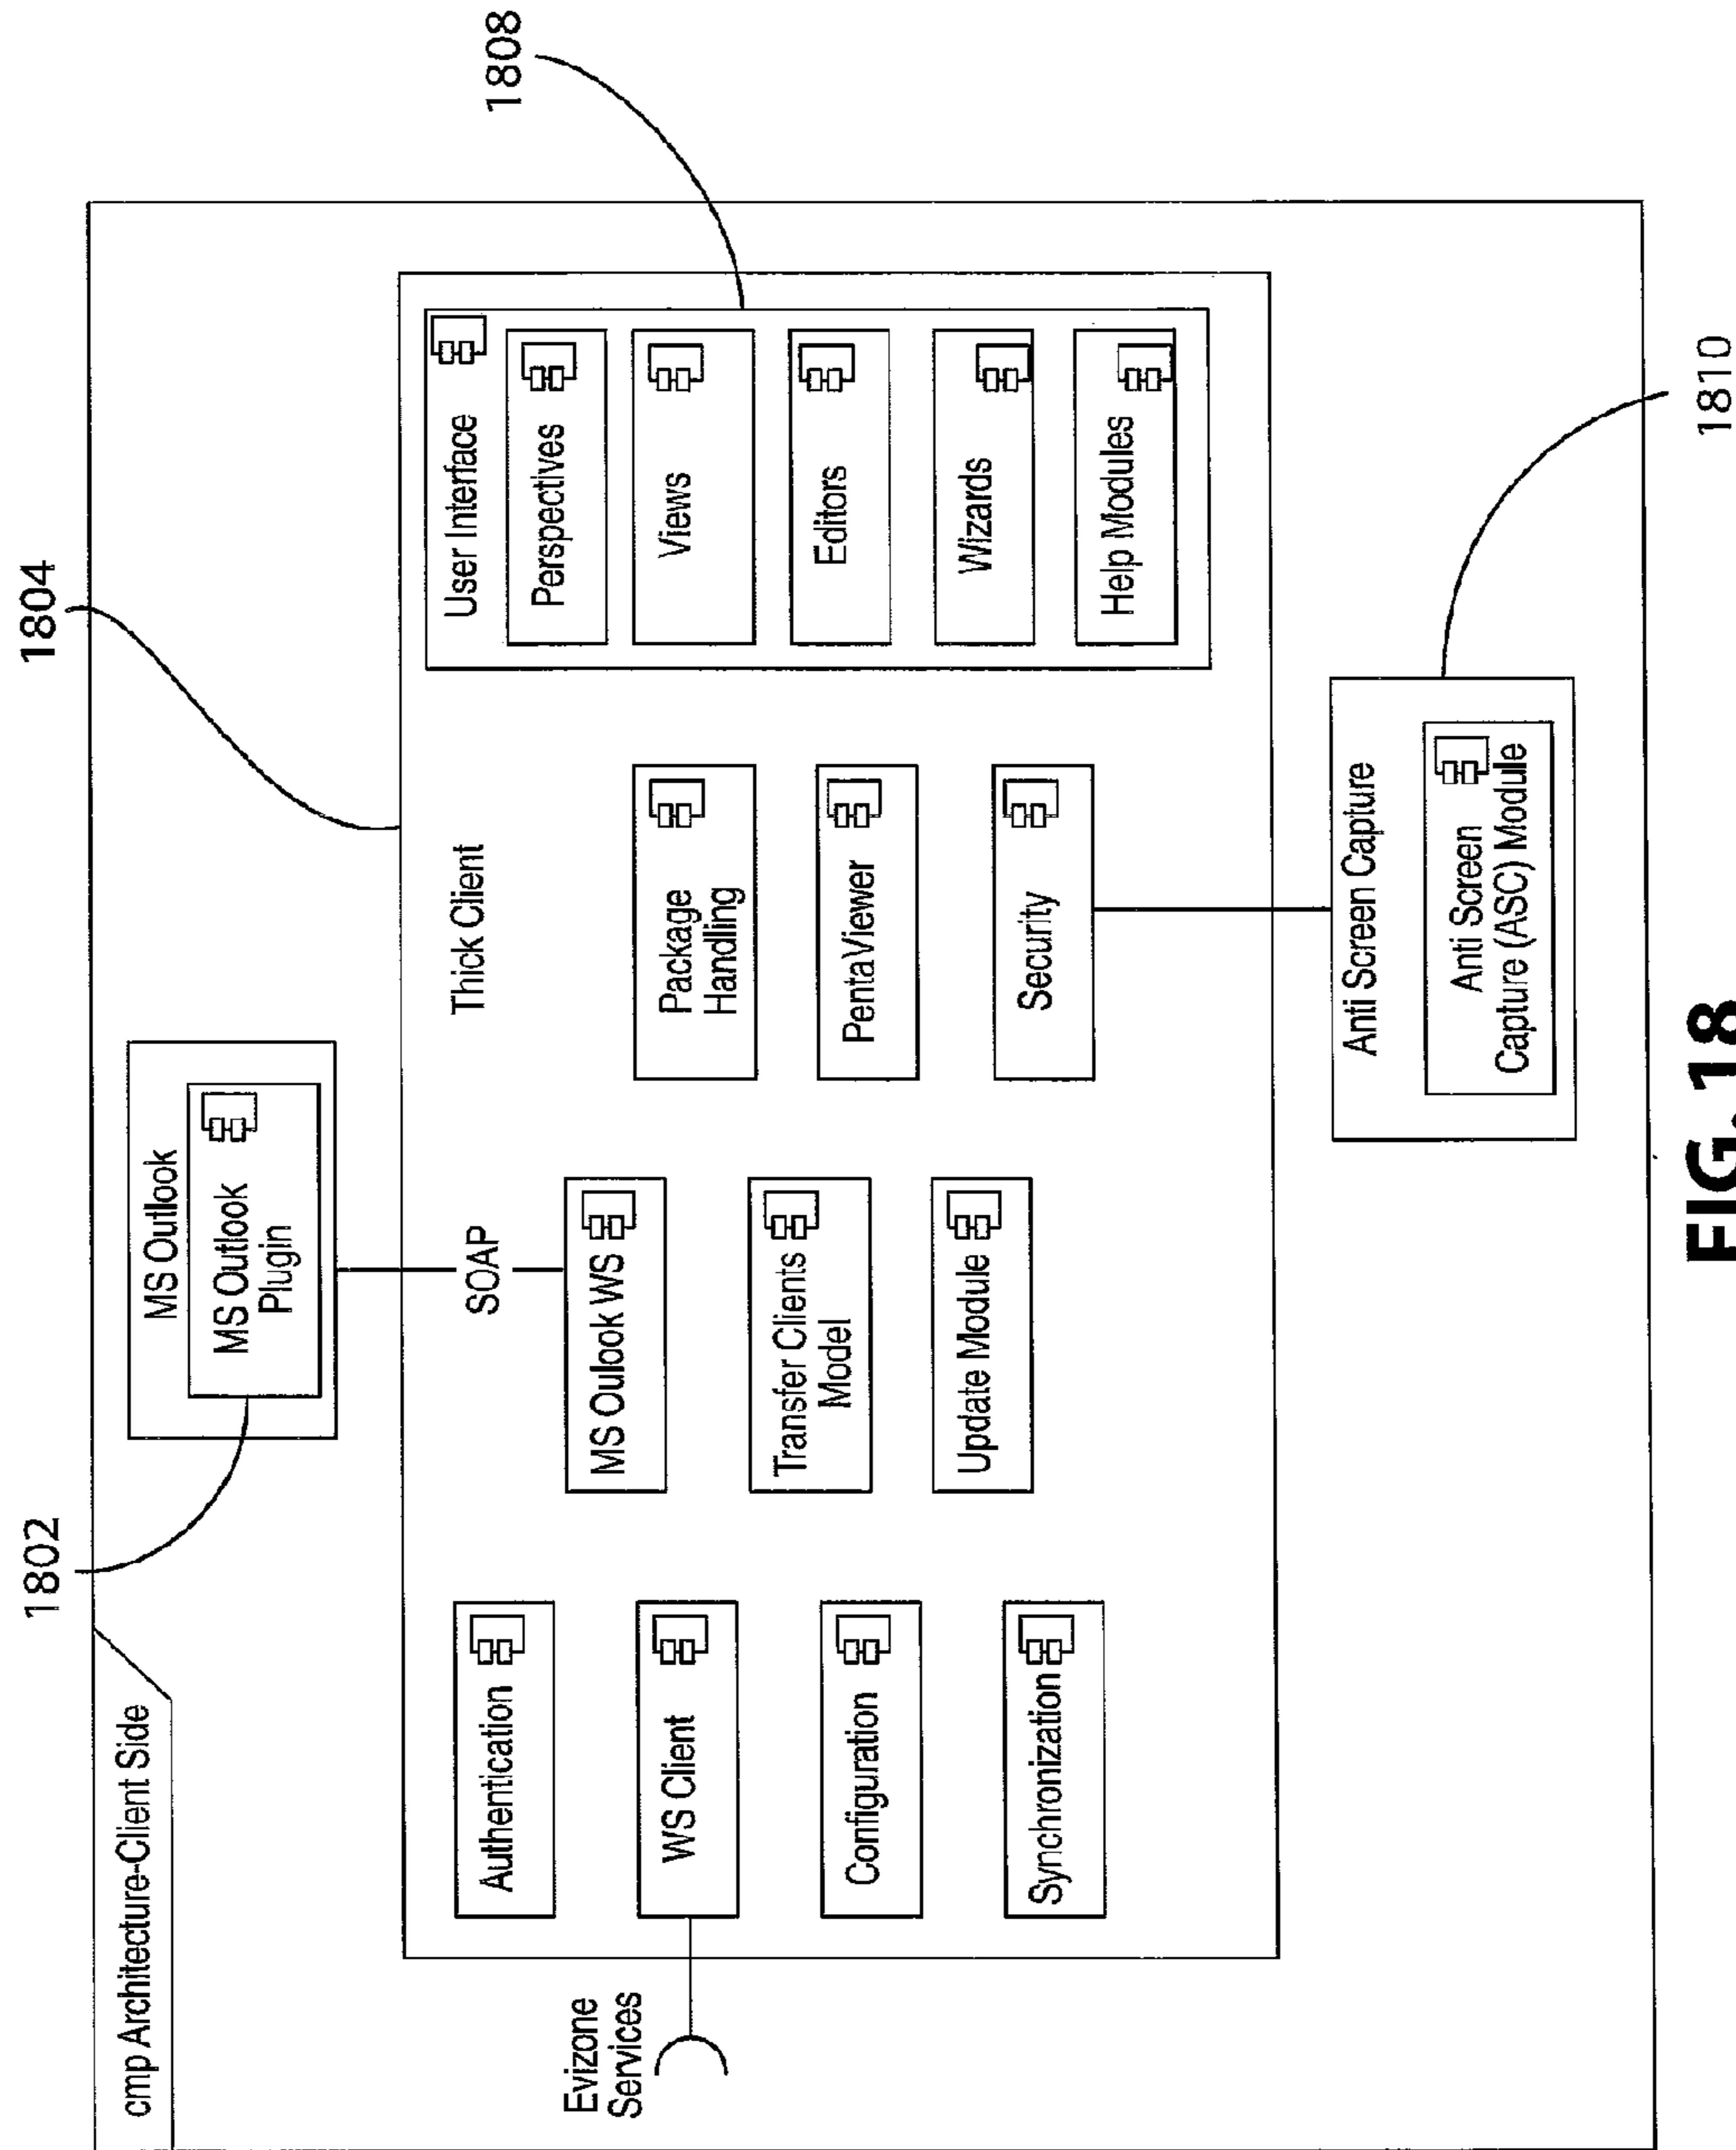 cmp Architecture-Client Side
1802
1804
1808
MS Outlook
MS Outlook
Plugin
SOAP
Thick Client
Evizone
Services
Authentication
WS Client
Configuration
Synchronization
MS Oulook WS
Transfer Clients
Model
Update Module
Package
Handling
PentaViewer
Security
User Interface
Perspectives
Views
Editors
Wizards
Help Modules
Anti Screen Capture
Anti Screen
Capture (ASC) Module
1810
FIG. 18